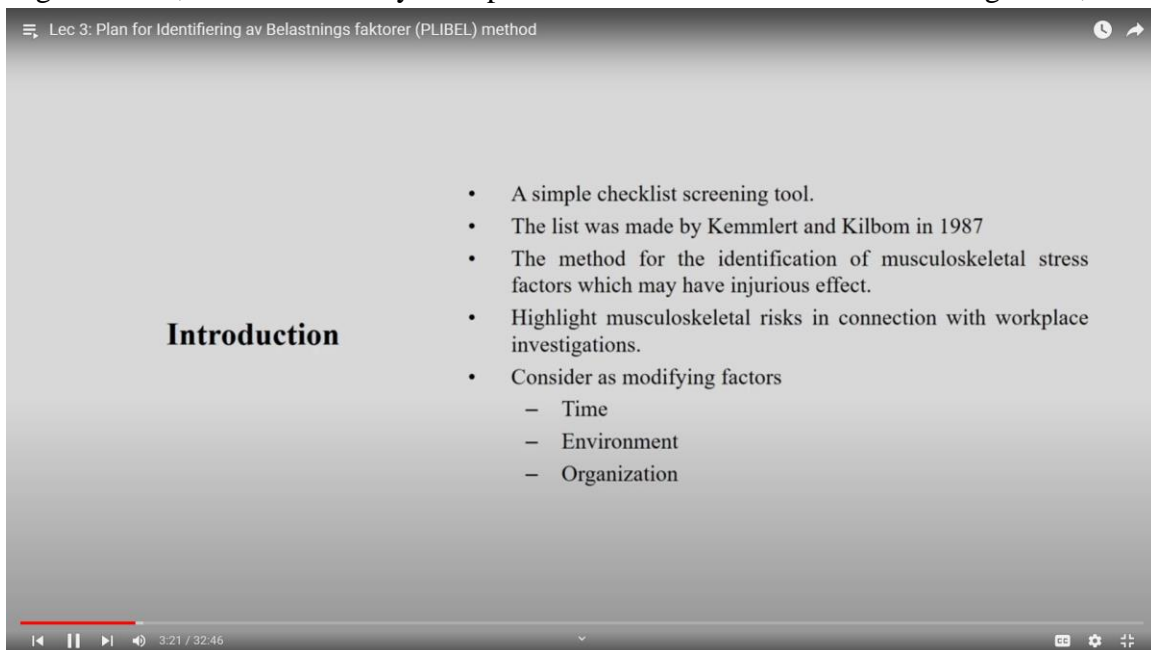 Lec 3: Plan for Identifiering av Belastnings faktorer (PLIBEL) method
Introduction
• A simple checklist screening tool.
• The list was made by Kemmlert and Kilbom in 1987
• The method for the identification of musculoskeletal stress
factors which may have injurious effect.
• Highlight musculoskeletal risks in connection with workplace
investigations.
• Consider as modifying factors
– Time
– Environment
– Organization
3:21 / 32:46
CC